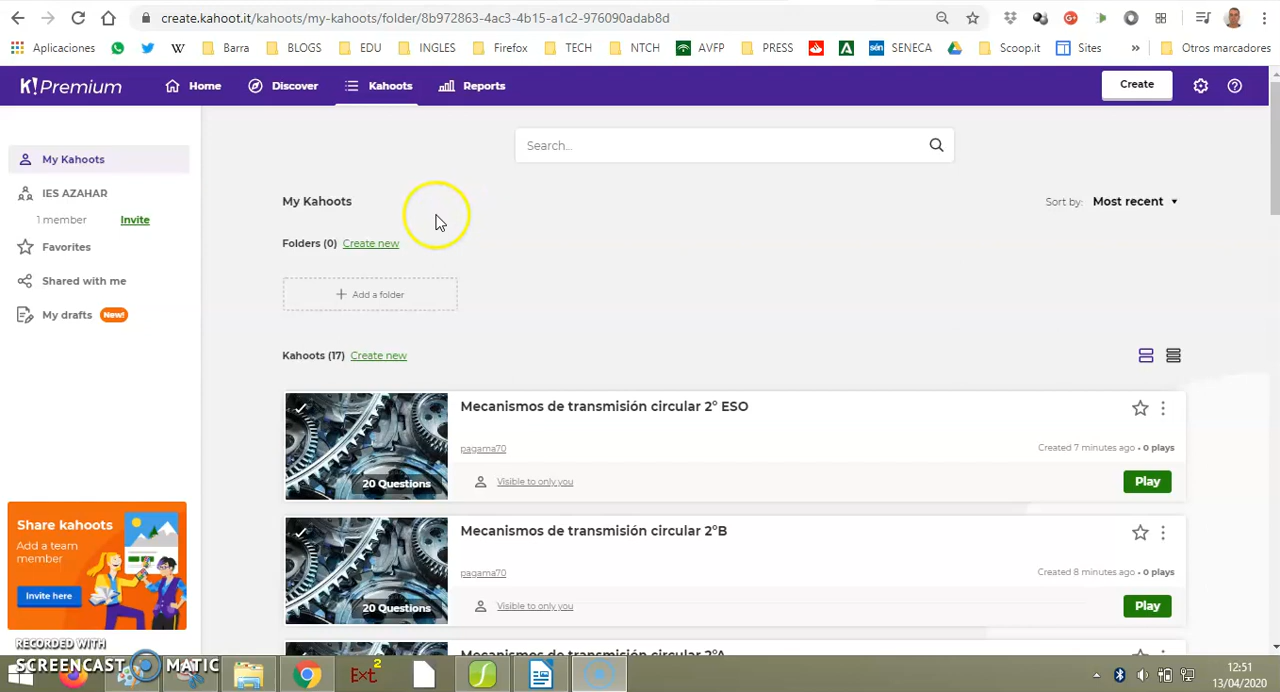 create.kahoot.it/kahoots/my-kahoots/folder/8b972863-4ac3-4b15-a1c2-976090adab8d
Aplicaciones Barra BLOGS EDU INGLES Firefox TECH NTCH AVFP PRESS SENECA Scoop.it Sites » Otros marcadores
K!Premium Home Discover Kahoots Reports Create
Search...
My Kahoots
IES AZAHAR
1 member Invite
Favorites
Shared with me
My drafts New!
My Kahoots
Sort by: Most recent
Folders (0) Create new
+ Add a folder
Kahoots (17) Create new
Mecanismos de transmisión circular 2º ESO
pagama70
Created 7 minutes ago • 0 plays
20 Questions
Visible to only you
Play
Mecanismos de transmisión circular 2ºB
pagama70
Created 8 minutes ago • 0 plays
20 Questions
Visible to only you
Play
Mecanismos de transmisión circular 2ºA
Share kahoots
Add a team
member
Invite here
RECORDED WITH
SCREENCAST MATIC
Ext2
12:51
13/04/2020